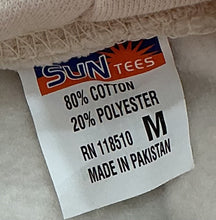 SUN TEES
80% COTTON
20% POLYESTER
RN 118510 M
MADE IN PAKISTAN